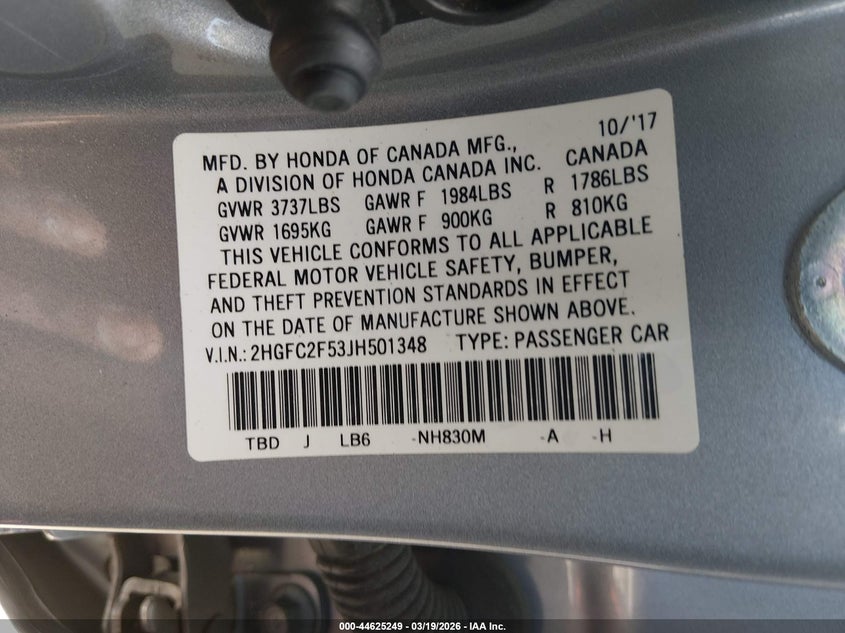 10/'17
MFD. BY HONDA OF CANADA MFG.,
A DIVISION OF HONDA CANADA INC. CANADA
GVWR 3737LBS GAWR F 1984LBS R 1786LBS
GVWR 1695KG GAWR F 900KG R 810KG
THIS VEHICLE CONFORMS TO ALL APPLICABLE
FEDERAL MOTOR VEHICLE SAFETY, BUMPER,
AND THEFT PREVENTION STANDARDS IN EFFECT
ON THE DATE OF MANUFACTURE SHOWN ABOVE.
V.I.N.: 2HGFC2F53JH501348 TYPE: PASSENGER CAR
TBD J LB6 -NH830M -A -H
000-44625249 - 03/19/2026 - IAA Inc.